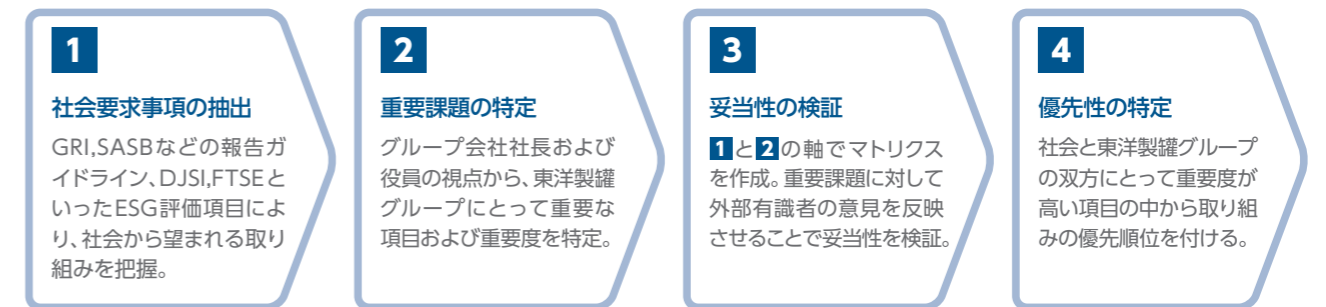 1
社会要求事項の抽出
GRI,SASBなどの報告ガ
イドライン、DJSI,FTSEと
いったESG評価項目によ
り、社会から望まれる取り
組みを把握。
2
重要課題の特定
グループ会社社長および
役員の視点から、東洋製罐
グループにとって重要な
項目および重要度を特定。
3
妥当性の検証
1と2の軸でマトリクス
を作成。重要課題に対して
外部有識者の意見を反映
させることで妥当性を検証。
4
優先性の特定
社会と東洋製罐グループ
の双方にとって重要度が
高い項目の中から取り組
みの優先順位を付ける。